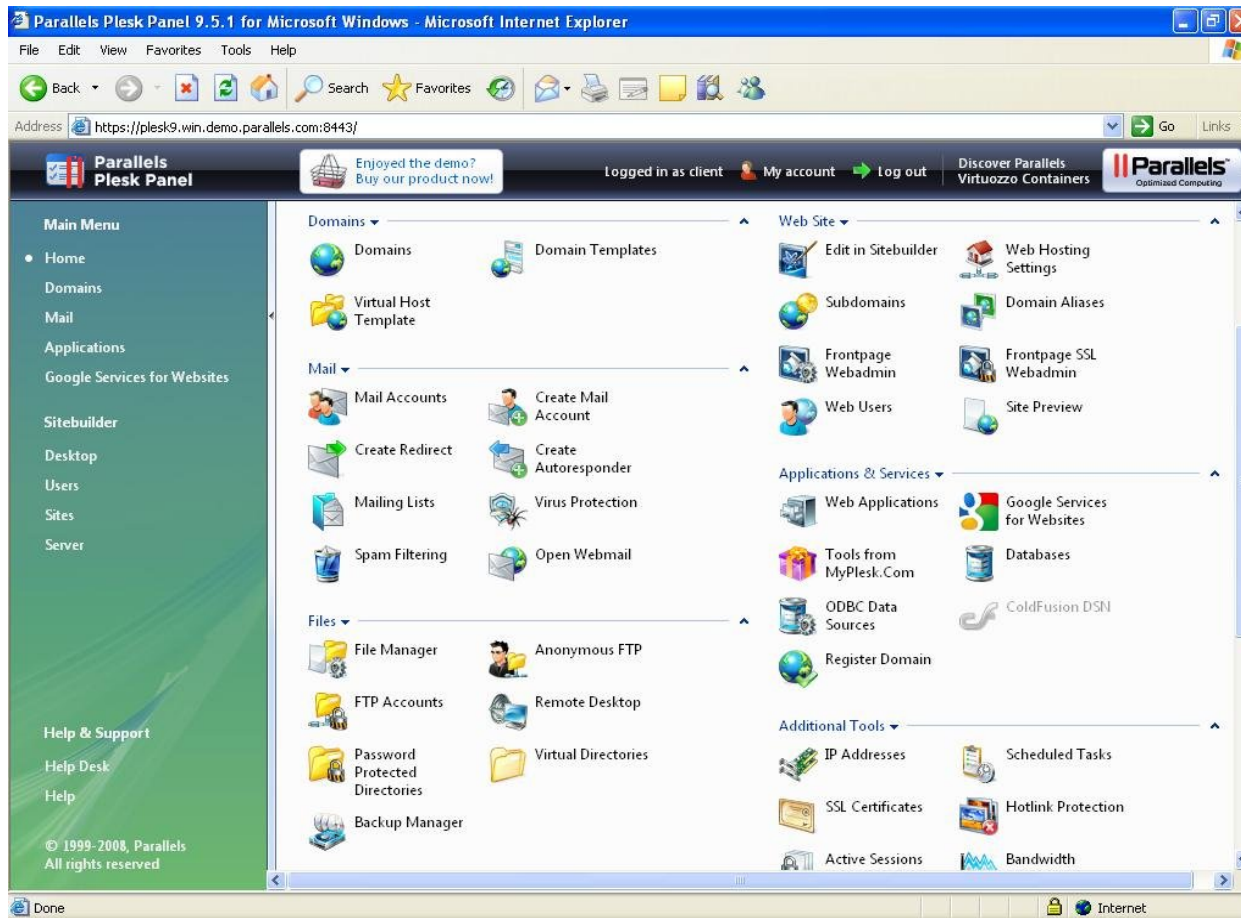 Parallels Plesk Panel 9.5.1 for Microsoft Windows - Microsoft Internet Explorer
File Edit View Favorites Tools Help
Back Search Favorites
Address https://plesk9.win.demo.parallels.com:8443/ Go Links
Parallels
Plesk Panel
Enjoyed the demo?
Buy our product now!
Logged in as client My account Log out
Discover Parallels
Virtuozzo Containers
Parallels™
Optimized Computing
Main Menu
Home
Domains
Mail
Applications
Google Services for Websites
Sitebuilder
Desktop
Users
Sites
Server
Help & Support
Help Desk
Help
© 1999-2008, Parallels
All rights reserved
Domains
Domains
Domain Templates
Virtual Host
Template
Mail
Mail Accounts
Create Mail
Account
Create Redirect
Create
Autoresponder
Mailing Lists
Virus Protection
Spam Filtering
Open Webmail
Files
File Manager
Anonymous FTP
FTP Accounts
Remote Desktop
Password
Protected
Directories
Virtual Directories
Backup Manager
Web Site
Edit in Sitebuilder
Web Hosting
Settings
Subdomains
Domain Aliases
Frontpage
Webadmin
Frontpage SSL
Webadmin
Web Users
Site Preview
Applications & Services
Web Applications
Google Services
for Websites
Tools from
MyPlesk.Com
Databases
ODBC Data
Sources
ColdFusion DSN
Register Domain
Additional Tools
IP Addresses
Scheduled Tasks
SSL Certificates
Hotlink Protection
Active Sessions
Bandwidth
Done
Internet